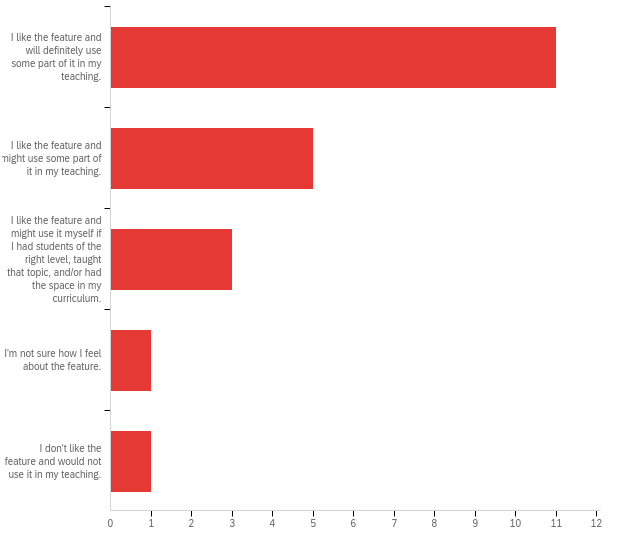 I like the feature and
will definitely use
some part of it in my
teaching.
I like the feature and
might use some part of
it in my teaching.
I like the feature and
might use it myself if
I had students of the
right level, taught
that topic, and/or had
the space in my
curriculum.
I'm not sure how I feel
about the feature.
I don't like the
feature and would not
use it in my teaching.
0 1 2 3 4 5 6 7 8 9 10 11 12